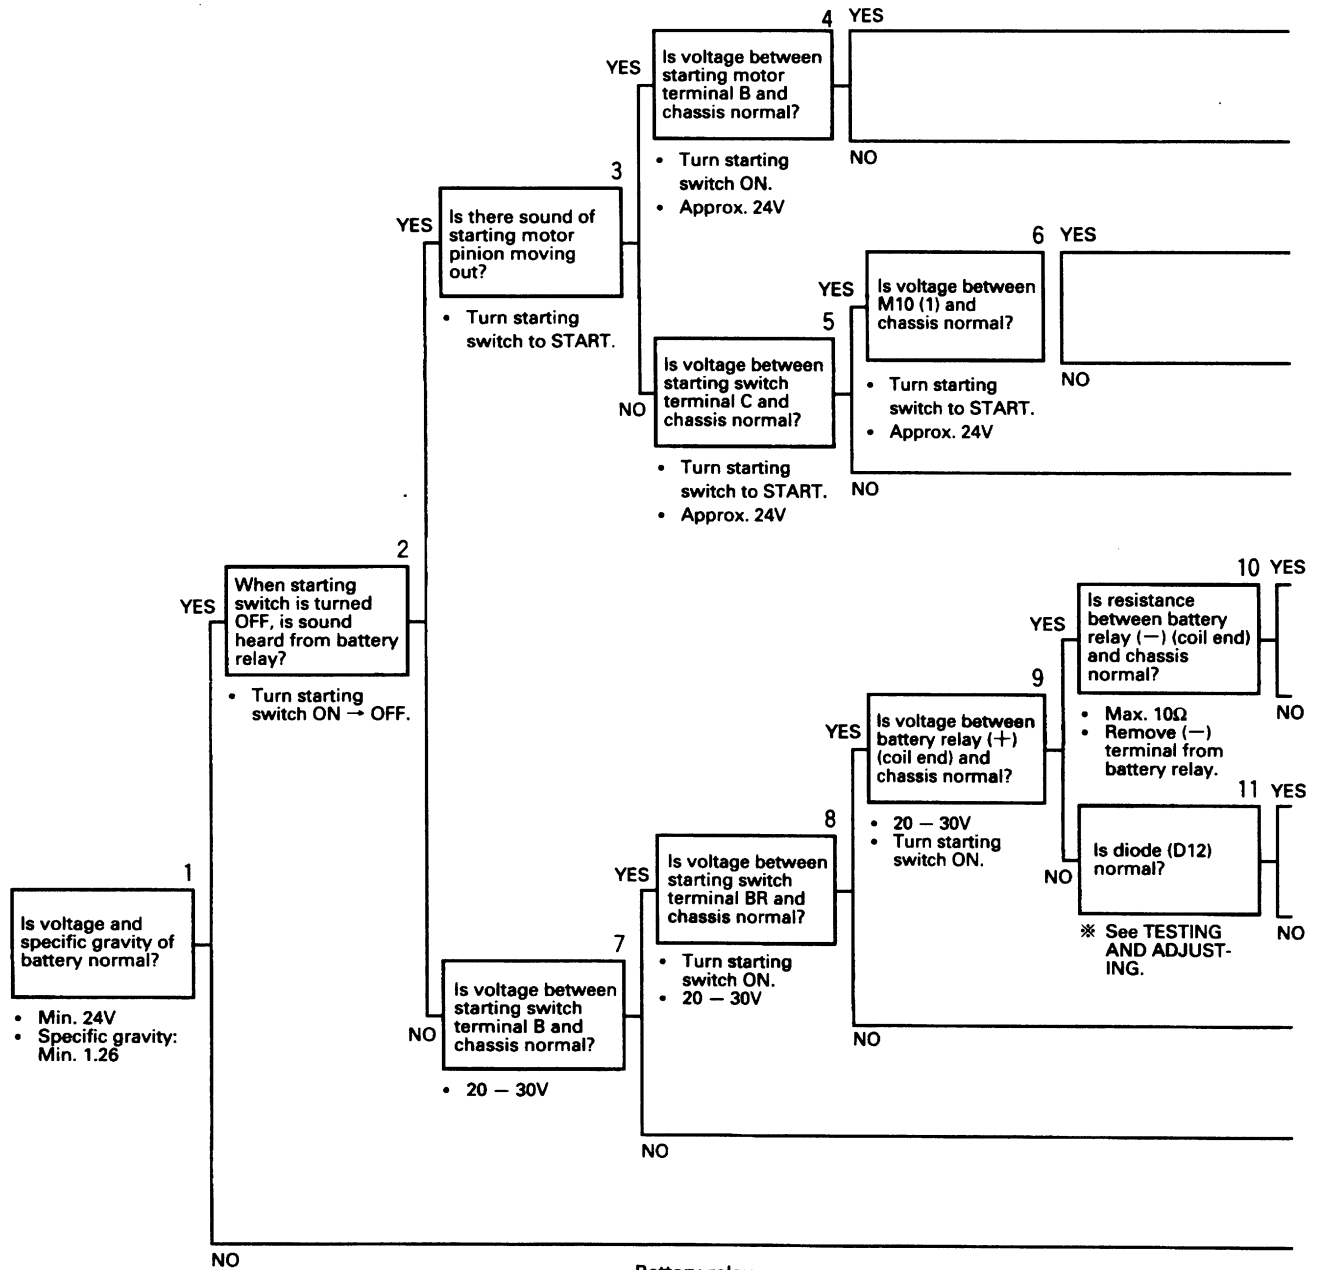 4 YES
YES
Is voltage between
starting motor
terminal B and
chassis normal?
NO
• Turn starting
switch ON.
• Approx. 24V
3
YES
Is there sound of
starting motor
pinion moving
out?
• Turn starting
switch to START.
6 YES
YES
Is voltage between
M10 (1) and
chassis normal?
NO
• Turn starting
switch to START.
• Approx. 24V
5
NO
Is voltage between
starting switch
terminal C and
chassis normal?
NO
• Turn starting
switch to START.
• Approx. 24V
2
YES
When starting
switch is turned
OFF, is sound
heard from battery
relay?
• Turn starting
switch ON → OFF.
10 YES
YES
Is resistance
between battery
relay (−) (coil end)
and chassis
normal?
NO
• Max. 10Ω
• Remove (−)
terminal from
battery relay.
9
YES
Is voltage between
battery relay (+)
(coil end) and
chassis normal?
• 20 − 30V
• Turn starting
switch ON.
11 YES
NO
Is diode (D12)
normal?
NO
※ See TESTING
AND ADJUST-
ING.
8
YES
Is voltage between
starting switch
terminal BR and
chassis normal?
• Turn starting
switch ON.
• 20 − 30V
NO
1
Is voltage and
specific gravity of
battery normal?
• Min. 24V
• Specific gravity:
Min. 1.26
7
NO
Is voltage between
starting switch
terminal B and
chassis normal?
• 20 − 30V
NO
NO